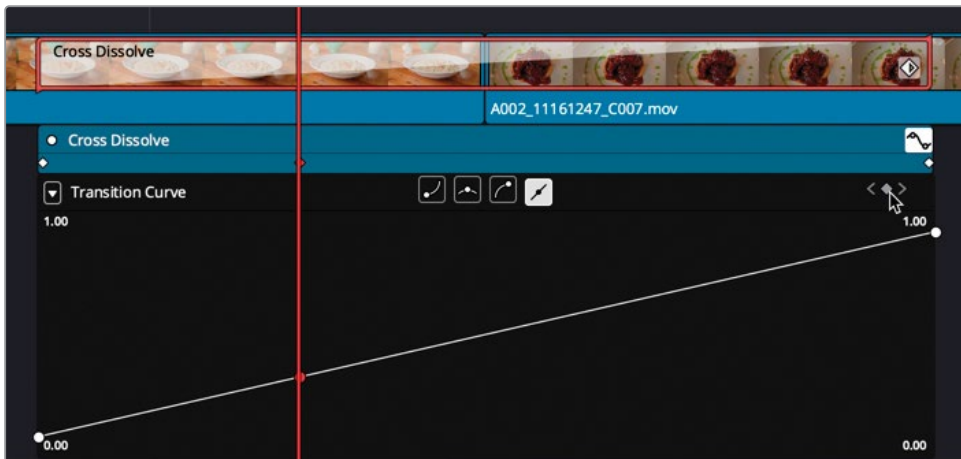 Cross Dissolve
A002_11161247_C007.mov
Cross Dissolve
Transition Curve
1.00
1.00
0.00
0.00